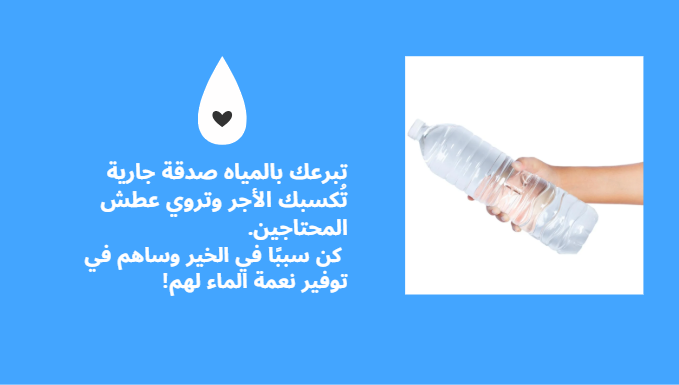 تبرعك بالمياه صدقة جارية
تُكسبك الأجر وتروي عطش
المحتاجين.
كن سببًا في الخير وساهم في
توفير نعمة الماء لهم!